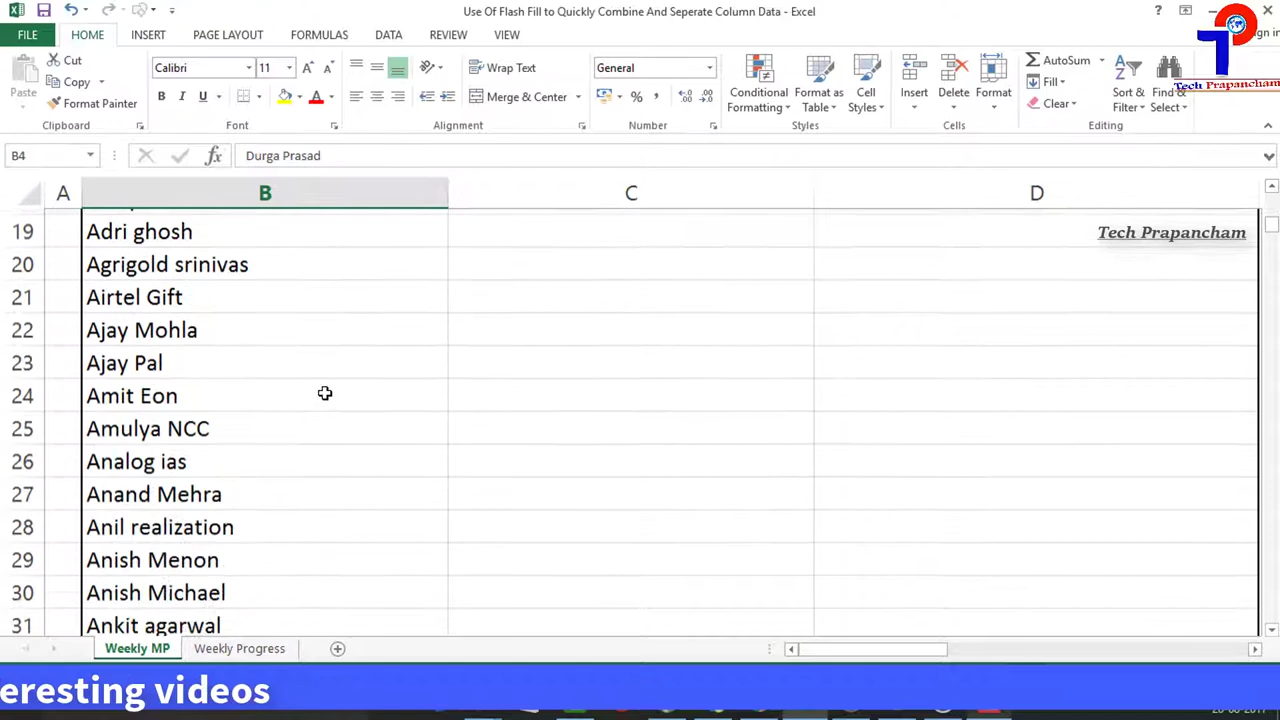 Use Of Flash Fill to Quickly Combine And Seperate Column Data - Excel
?
FILE HOME INSERT PAGE LAYOUT FORMULAS DATA REVIEW VIEW
Paste
Cut
Copy
Format Painter
Clipboard
Calibri 11
B I U
Font
Wrap Text
Merge & Center
Alignment
General
Number
Conditional Formatting
Format as Table
Cell Styles
Styles
Insert Delete Format
Cells
AutoSum
Fill
Clear
Sort & Filter
Find & Select
Editing
Tech Prapancham
B4 fx Durga Prasad
A B C D
19 Adri ghosh
Tech Prapancham
20 Agrigold srinivas
21 Airtel Gift
22 Ajay Mohla
23 Ajay Pal
24 Amit Eon
25 Amulya NCC
26 Analog ias
27 Anand Mehra
28 Anil realization
29 Anish Menon
30 Anish Michael
31 Ankit agarwal
Weekly MP Weekly Progress
eresting videos